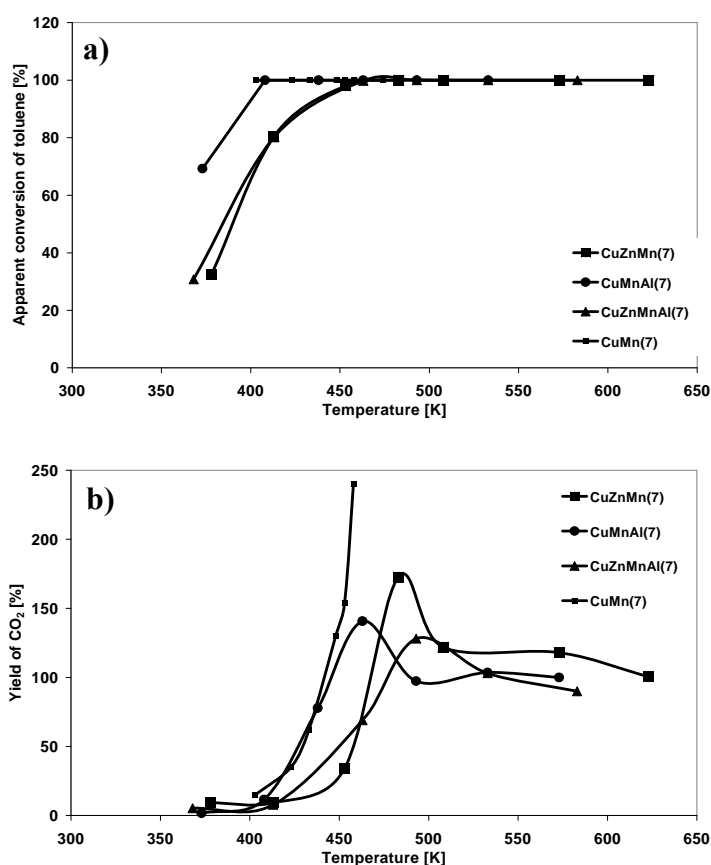 a)
Apparent conversion of toluene [%]
120
100
80
60
40
20
0
CuZnMn(7)
CuMnAl(7)
CuZnMnAl(7)
CuMn(7)
300 350 400 450 500 550 600 650
Temperature [K]
b)
Yield of CO₂ [%]
250
200
150
100
50
0
CuZnMn(7)
CuMnAl(7)
CuZnMnAl(7)
CuMn(7)
300 350 400 450 500 550 600 650
Temperature [K]